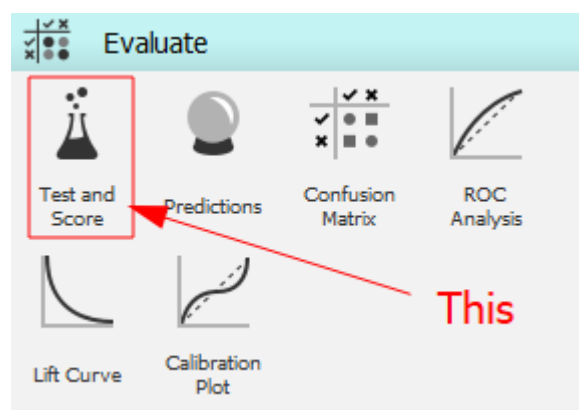 Evaluate
Test and
Score
Predictions
Confusion
Matrix
ROC
Analysis
This
Lift Curve
Calibration
Plot